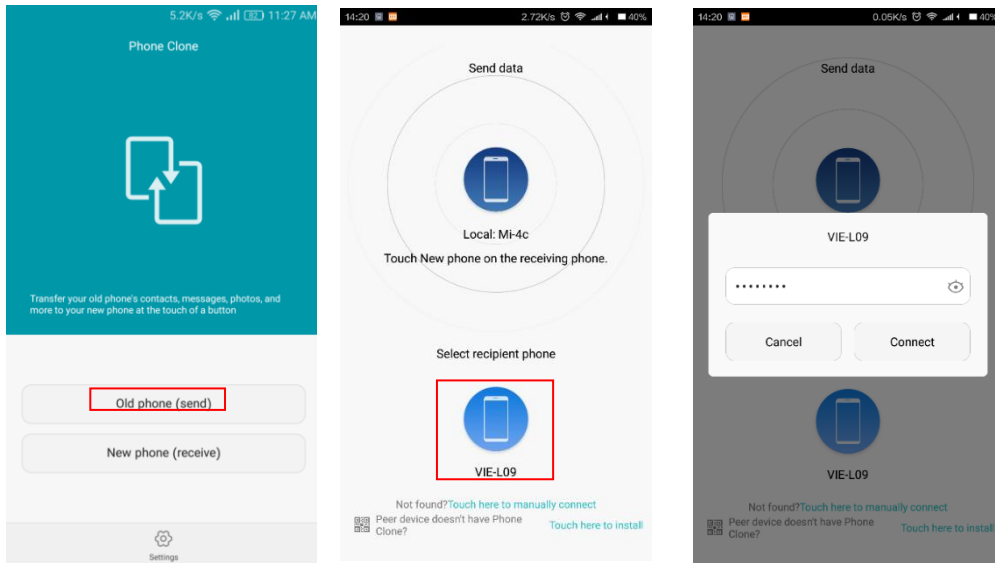 5.2K/s 82 11:27 AM
Phone Clone
Transfer your old phone's contacts, messages, photos, and
more to your new phone at the touch of a button
Old phone (send)
New phone (receive)
Settings
14:20 2.72K/s 40%
Send data
Local: Mi-4c
Touch New phone on the receiving phone.
Select recipient phone
VIE-L09
Not found?Touch here to manually connect
Peer device doesn't have Phone
Clone?
Touch here to install
14:20 0.05K/s 40%
Send data
VIE-L09
••••••••
Cancel Connect
VIE-L09
Not found?Touch here to manually connect
Peer device doesn't have Phone
Clone?
Touch here to install